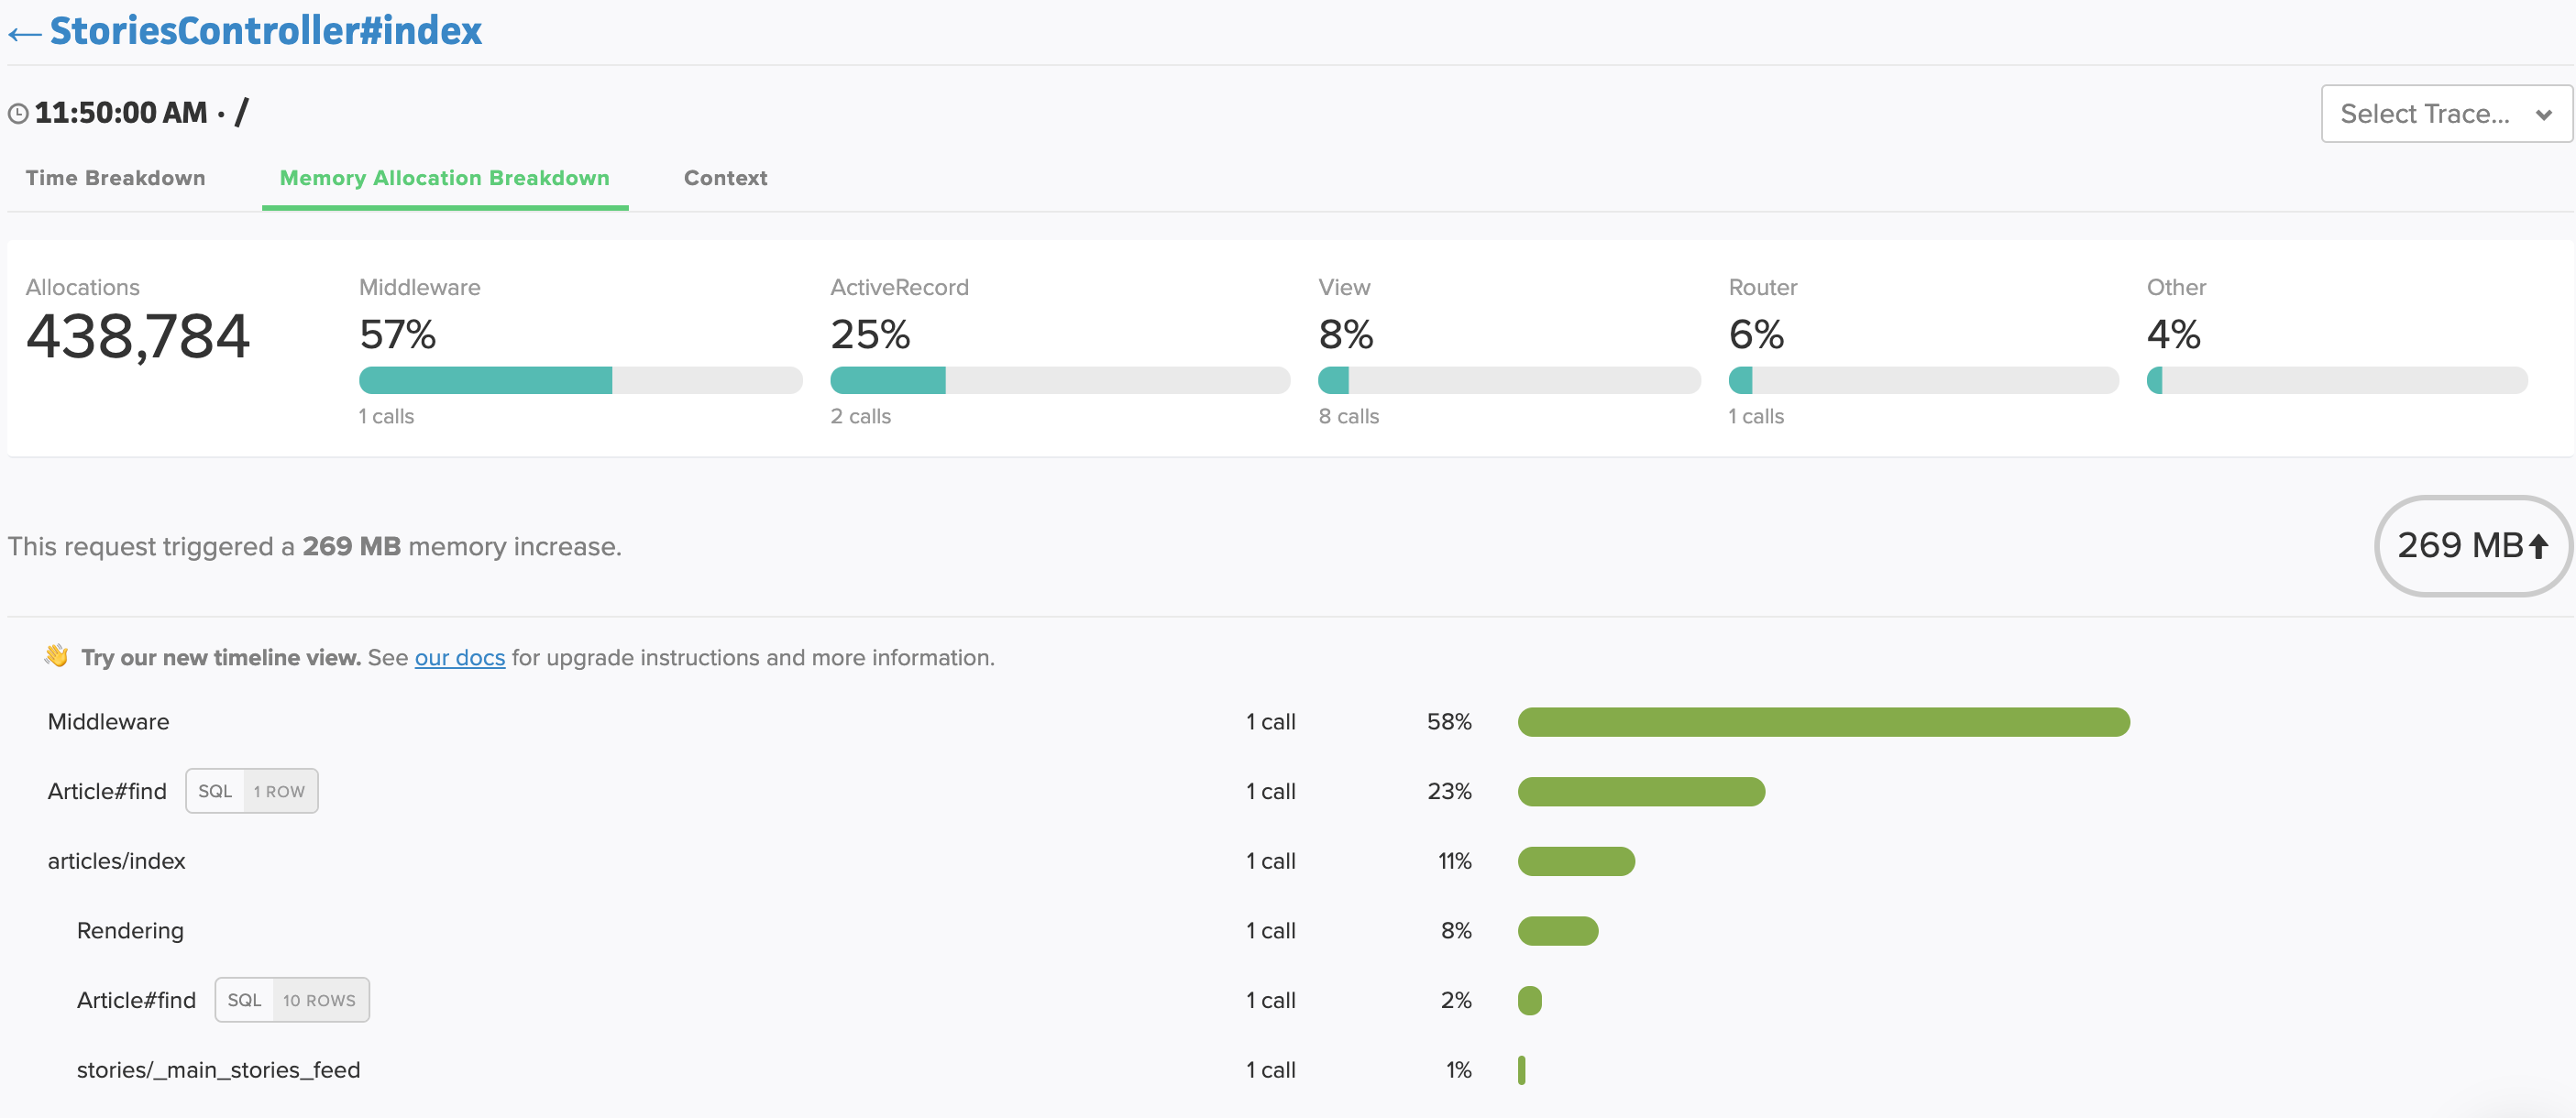 ← StoriesController#index
11:50:00 AM · /
Select Trace...
Time Breakdown Memory Allocation Breakdown Context
Allocations Middleware ActiveRecord View Router Other
438,784 57% 25% 8% 6% 4%
1 calls 2 calls 8 calls 1 calls
This request triggered a 269 MB memory increase.
269 MB↑
👋 Try our new timeline view. See our docs for upgrade instructions and more information.
Middleware 1 call 58%
Article#find SQL 1 ROW 1 call 23%
articles/index 1 call 11%
Rendering 1 call 8%
Article#find SQL 10 ROWS 1 call 2%
stories/_main_stories_feed 1 call 1%